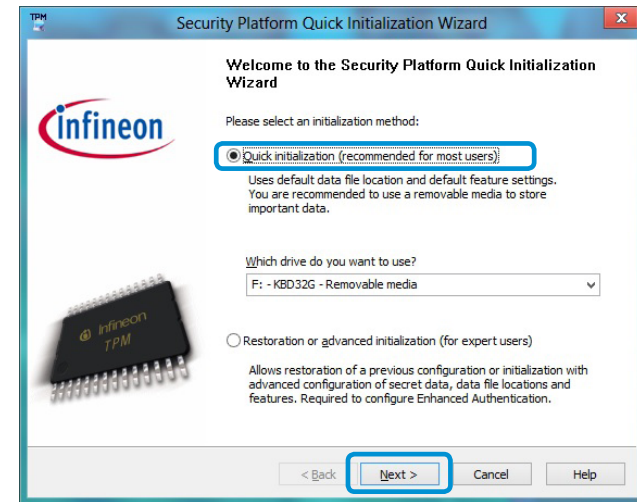 TPM
Security Platform Quick Initialization Wizard
X
Infineon
Welcome to the Security Platform Quick Initialization
Wizard
Please select an initialization method:
Quick initialization (recommended for most users)
Uses default data file location and default feature settings.
You are recommended to use a removable media to store
important data.
Which drive do you want to use?
F: - KBD32G - Removable media
Infineon
TPM
Restoration or advanced initialization (for expert users)
Allows restoration of a previous configuration or initialization with
advanced configuration of secret data, data file locations and
features. Required to configure Enhanced Authentication.
< Back
Next >
Cancel
Help